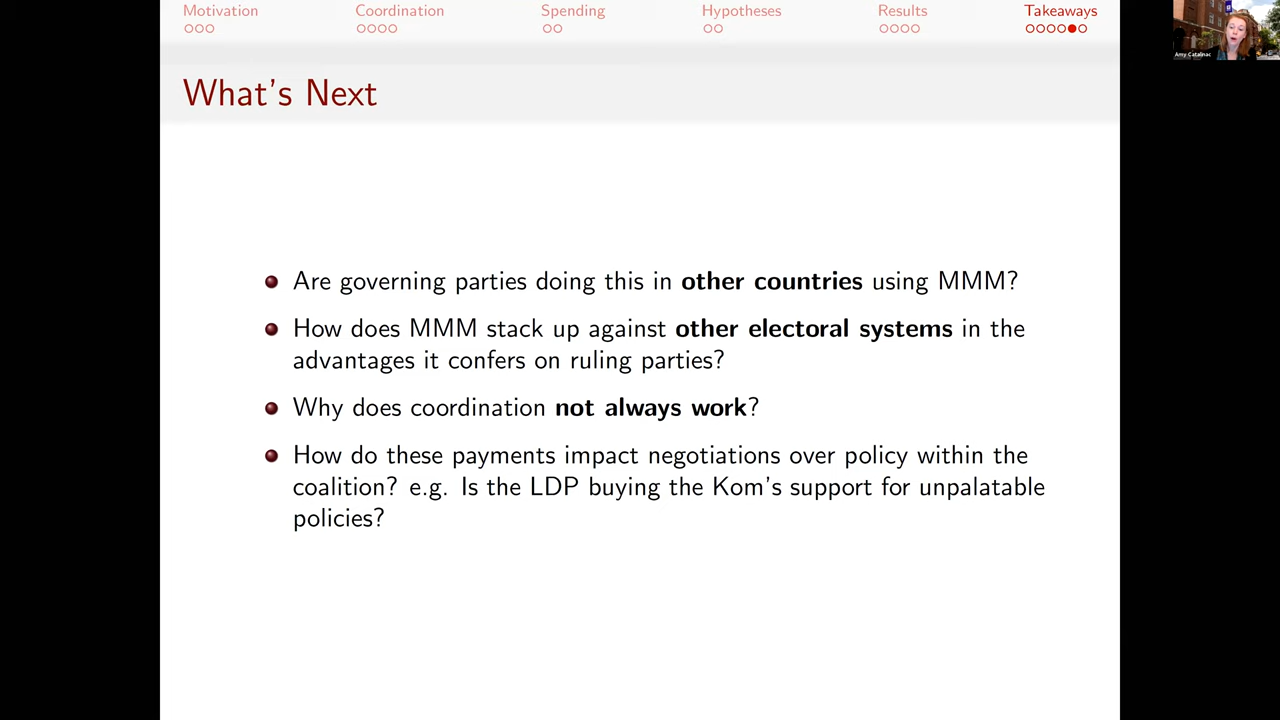 Motivation Coordination Spending Hypotheses Results Takeaways
Amy Catalinac
What's Next
Are governing parties doing this in other countries using MMM?
How does MMM stack up against other electoral systems in the
advantages it confers on ruling parties?
Why does coordination not always work?
How do these payments impact negotiations over policy within the
coalition? e.g. Is the LDP buying the Kom's support for unpalatable
policies?